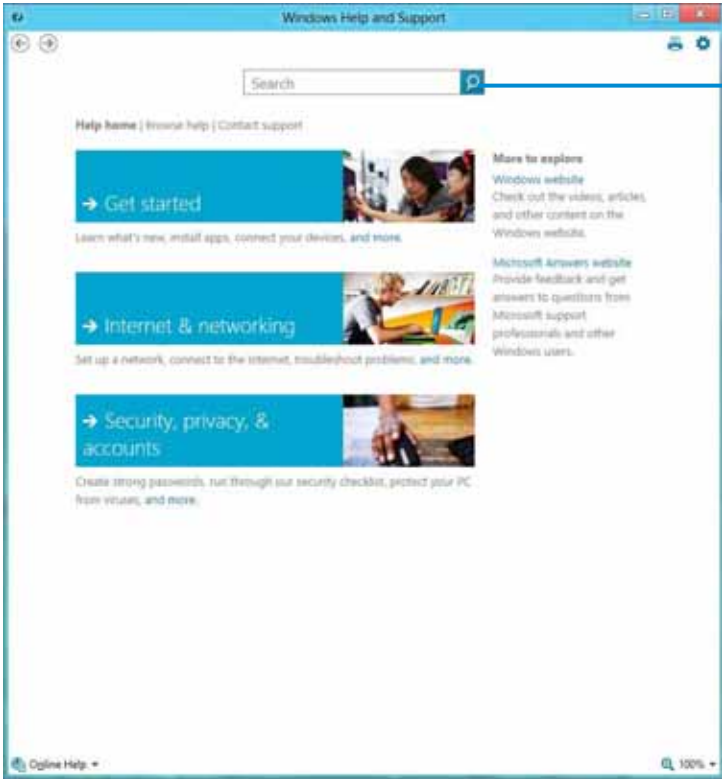 Windows Help and Support
Search
Help home | Browse help | Contact support
→ Get started
Learn what's new, install apps, connect your devices, and more.
→ Internet & networking
Set up a network, connect to the Internet, troubleshoot problems, and more.
→ Security, privacy, &
accounts
Create strong passwords, run through our security checklist, protect your PC
from viruses, and more.
More to explore
Windows website
Check out the videos, articles,
and other content on the
Windows website.
Microsoft Answers website
Provide feedback and get
answers to questions from
Microsoft support
professionals and other
Windows users.
Online Help
100%